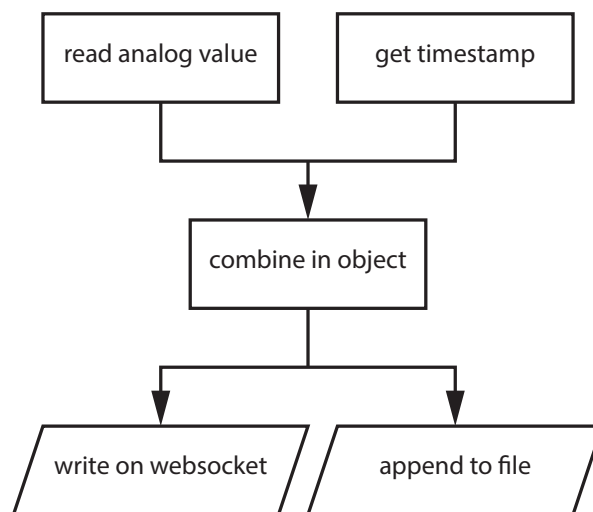 read analog value
get timestamp
combine in object
write on websocket
append to file